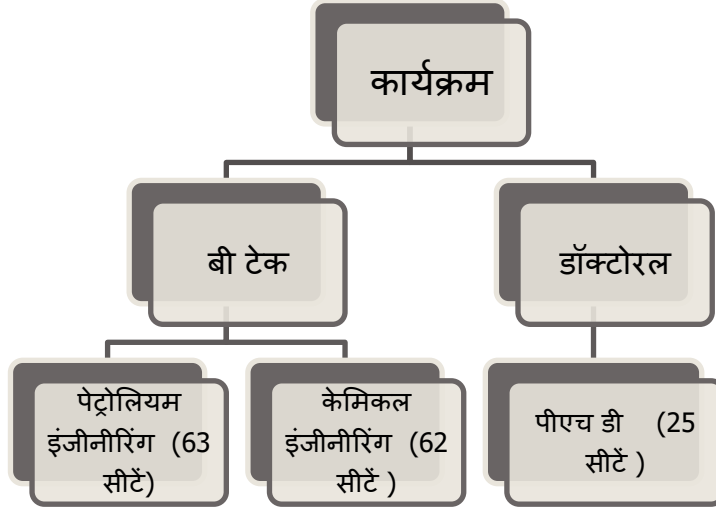 कार्यक्रम
बी टेक
डॉक्टोरल
पेट्रोलियम
इंजीनीरिंग (63
सीटें)
केमिकल
इंजीनीरिंग (62
सीटें )
पीएच डी (25
सीटें )